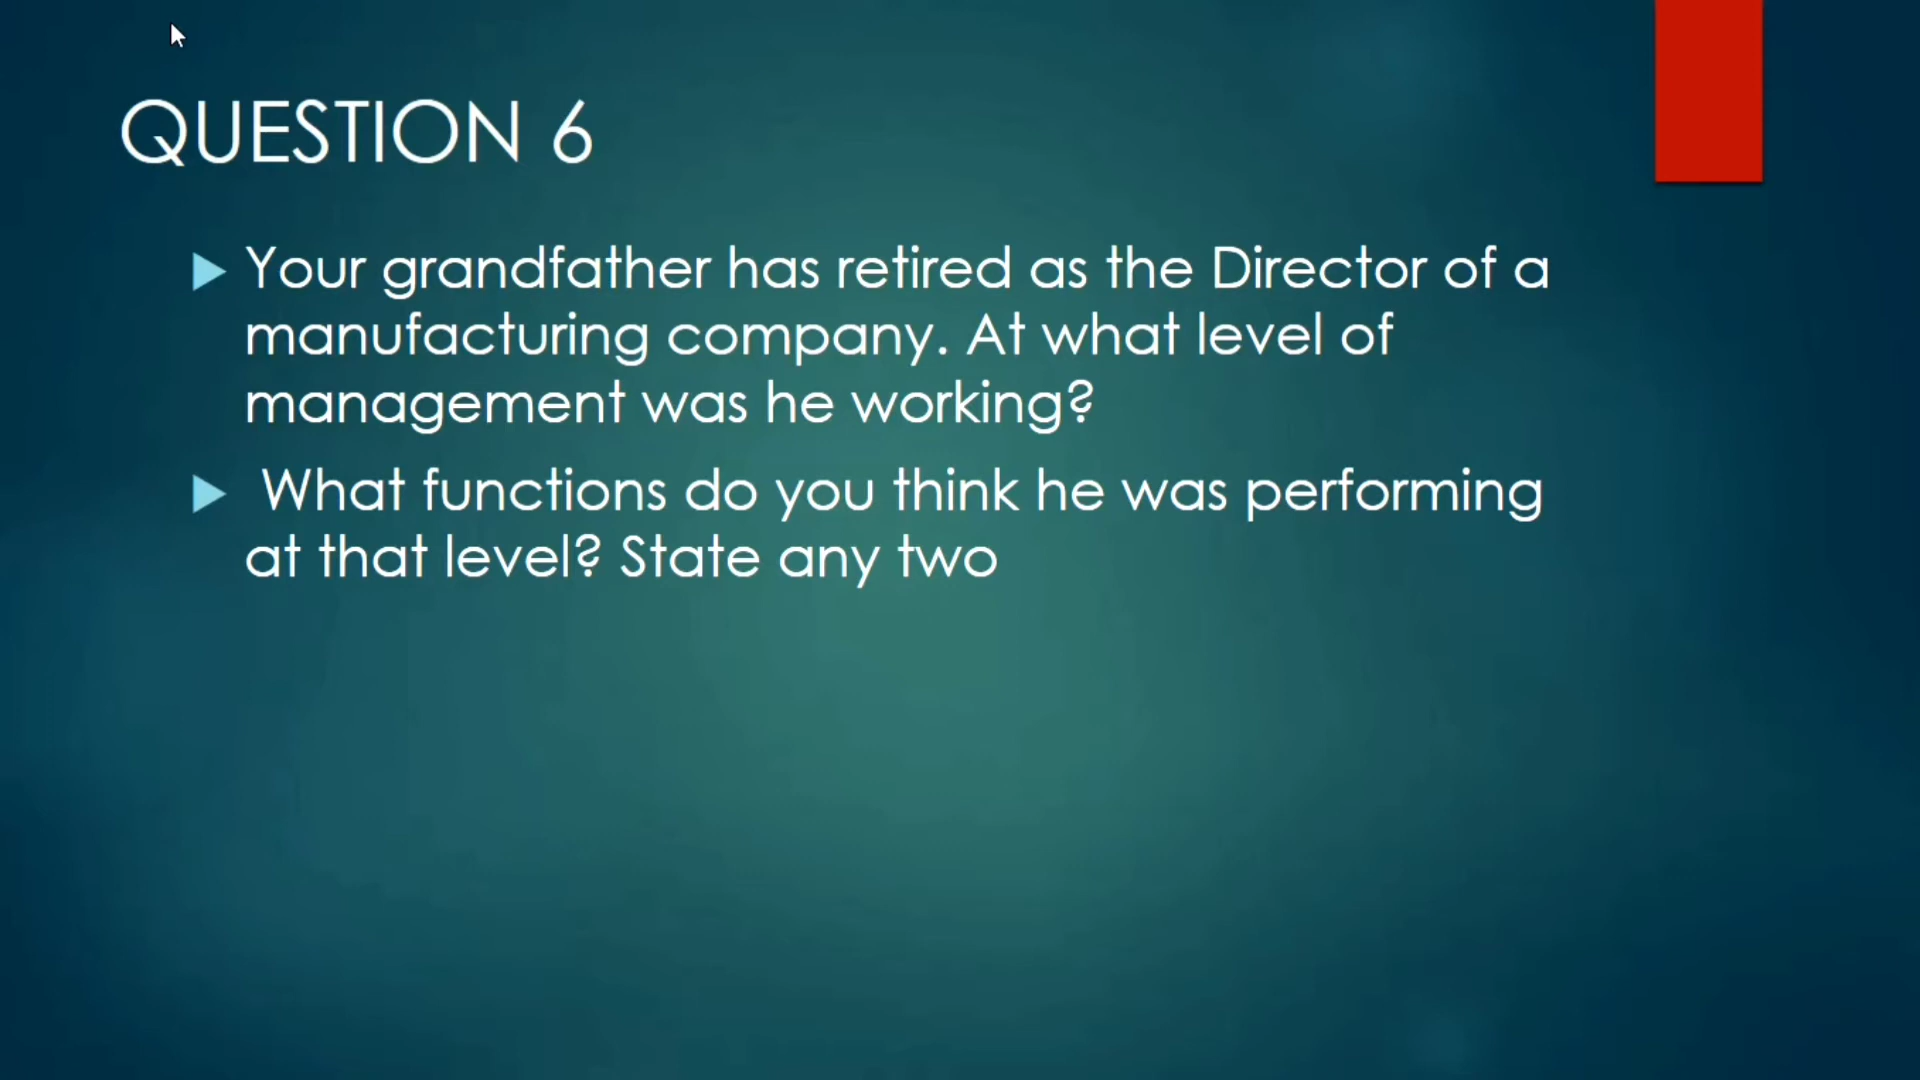 QUESTION 6
Your grandfather has retired as the Director of a
manufacturing company. At what level of
management was he working?
What functions do you think he was performing
at that level? State any two